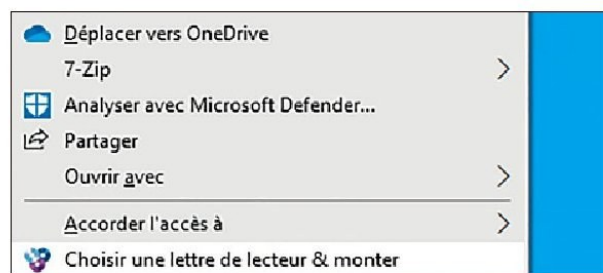 Déplacer vers OneDrive
7-Zip
Analyser avec Microsoft Defender...
Partager
Ouvrir avec
Accorder l'accès à
Choisir une lettre de lecteur & monter